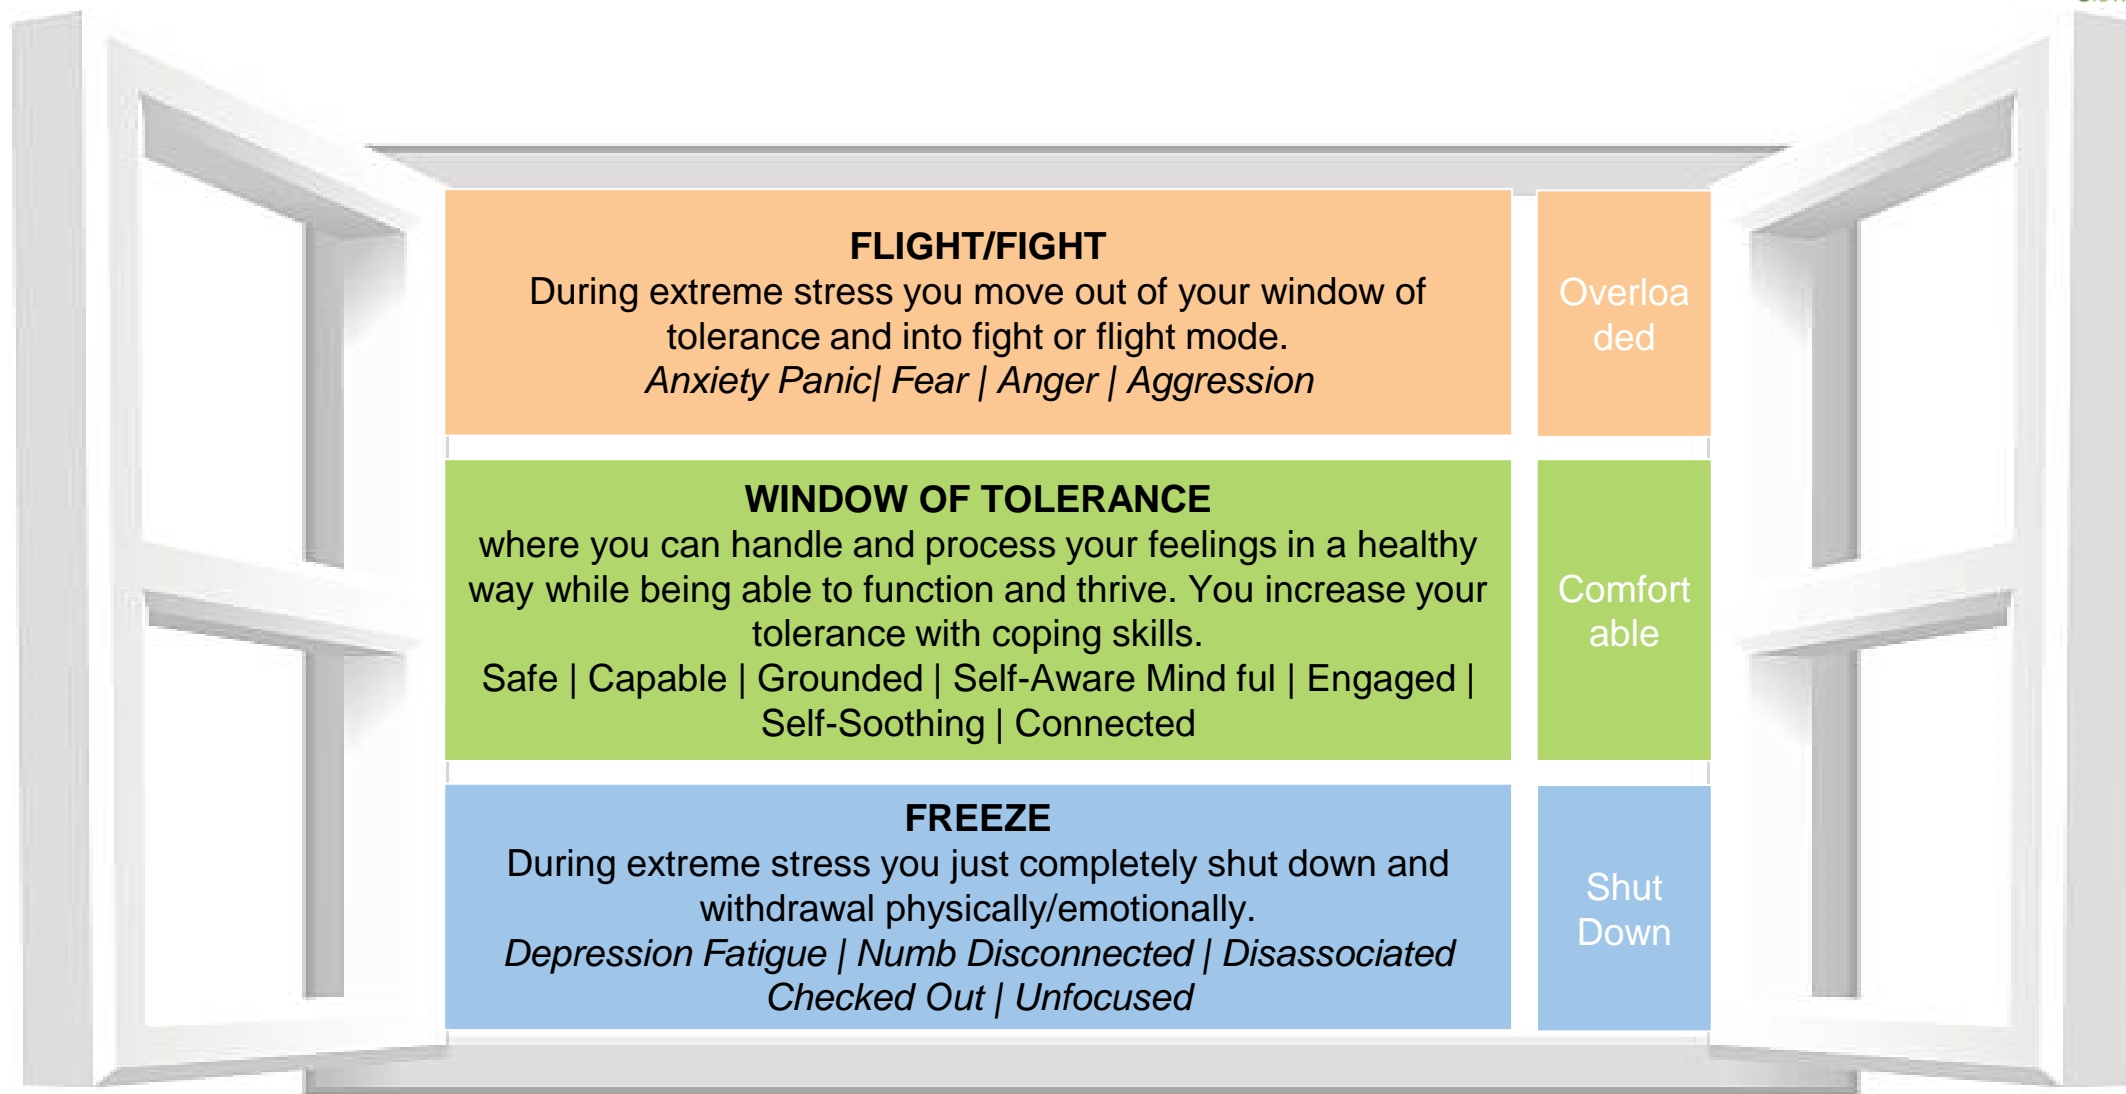 FLIGHT/FIGHT
During extreme stress you move out of your window of
tolerance and into fight or flight mode.
Anxiety Panic| Fear | Anger | Aggression
Overloa
ded
WINDOW OF TOLERANCE
where you can handle and process your feelings in a healthy
way while being able to function and thrive. You increase your
tolerance with coping skills.
Safe | Capable | Grounded | Self-Aware Mind ful | Engaged |
Self-Soothing | Connected
Comfort
able
FREEZE
During extreme stress you just completely shut down and
withdrawal physically/emotionally.
Depression Fatigue | Numb Disconnected | Disassociated
Checked Out | Unfocused
Shut
Down